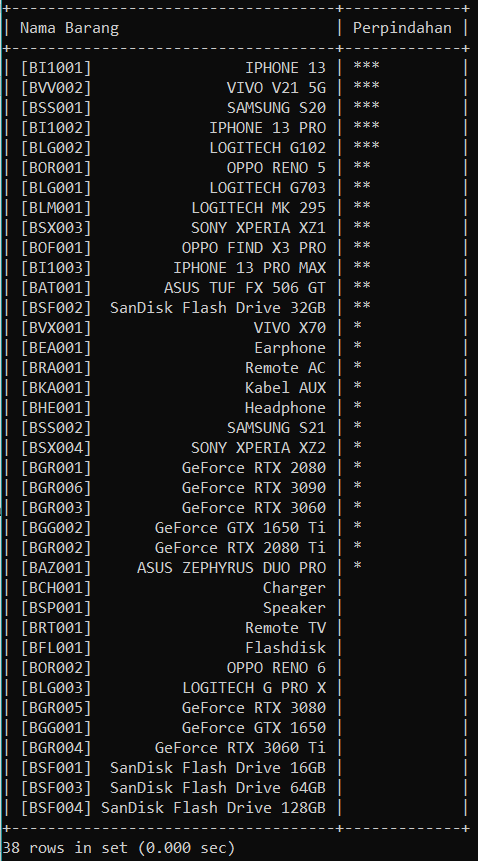 +------------------------------------+-------------+
| Nama Barang                        | Perpindahan |
+------------------------------------+-------------+
| [BI1001]                 IPHONE 13 | ***         |
| [BVV002]               VIVO V21 5G | ***         |
| [BSS001]               SAMSUNG S20 | ***         |
| [BI1002]             IPHONE 13 PRO | ***         |
| [BLG002]             LOGITECH G102 | ***         |
| [BOR001]               OPPO RENO 5 | **          |
| [BLG001]             LOGITECH G703 | **          |
| [BLM001]           LOGITECH MK 295 | **          |
| [BSX003]           SONY XPERIA XZ1 | **          |
| [BOF001]          OPPO FIND X3 PRO | **          |
| [BI1003]         IPHONE 13 PRO MAX | **          |
| [BAT001]        ASUS TUF FX 506 GT | **          |
| [BSF002]  SanDisk Flash Drive 32GB | **          |
| [BVX001]                  VIVO X70 | *           |
| [BEA001]                  Earphone | *           |
| [BRA001]                 Remote AC | *           |
| [BKA001]                 Kabel AUX | *           |
| [BHE001]                 Headphone | *           |
| [BSS002]               SAMSUNG S21 | *           |
| [BSX004]           SONY XPERIA XZ2 | *           |
| [BGR001]          GeForce RTX 2080 | *           |
| [BGR006]          GeForce RTX 3090 | *           |
| [BGR003]          GeForce RTX 3060 | *           |
| [BGG002]       GeForce GTX 1650 Ti | *           |
| [BGR002]       GeForce RTX 2080 Ti | *           |
| [BAZ001]     ASUS ZEPHYRUS DUO PRO | *           |
| [BCH001]                   Charger |             |
| [BSP001]                   Speaker |             |
| [BRT001]                 Remote TV |             |
| [BFL001]                 Flashdisk |             |
| [BOR002]               OPPO RENO 6 |             |
| [BLG003]          LOGITECH G PRO X |             |
| [BGR005]          GeForce RTX 3080 |             |
| [BGG001]          GeForce GTX 1650 |             |
| [BGR004]       GeForce RTX 3060 Ti |             |
| [BSF001]  SanDisk Flash Drive 16GB |             |
| [BSF003]  SanDisk Flash Drive 64GB |             |
| [BSF004] SanDisk Flash Drive 128GB |             |
+------------------------------------+-------------+
38 rows in set (0.000 sec)